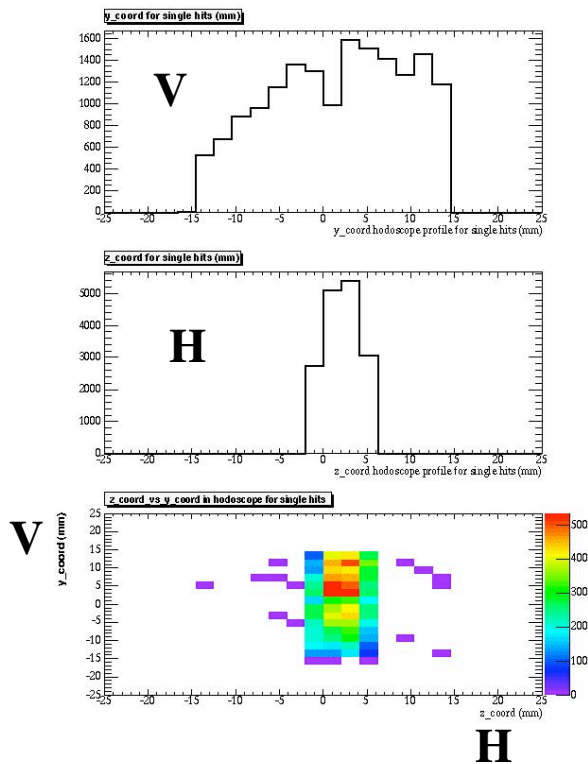 y_coord for single hits (mm)
1600
1400
1200
1000
800
600
400
200
0
V
-25 -20 -15 -10 -5 0 5 10 15 20 25
y_coord hodoscope profile for single hits (mm)
z_coord for single hits (mm)
5000
4000
3000
2000
1000
0
H
-25 -20 -15 -10 -5 0 5 10 15 20 25
z_coord hodoscope profile for single hits (mm)
z_coord_vs_y_coord in hodoscope for single hits
V
y_coord (mm)
25
20
15
10
5
0
-5
-10
-15
-20
-25
500
400
300
200
100
0
-25 -20 -15 -10 -5 0 5 10 15 20 25
z_coord (mm)
H